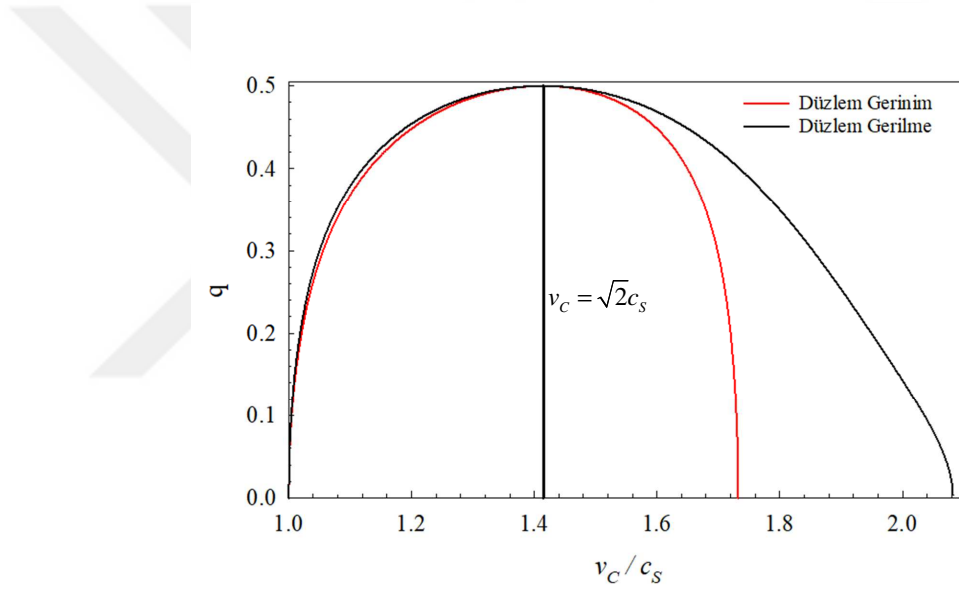 0.5
0.4
0.3
0.2
0.1
0.0
q
Düzlem Gerinim
Düzlem Gerilme
v_C = √2c_S
1.0 1.2 1.4 1.6 1.8 2.0
v_C / c_S